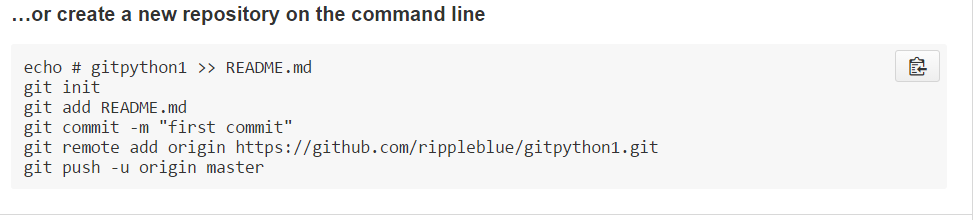 …or create a new repository on the command line
echo # gitpython1 >> README.md
git init
git add README.md
git commit -m "first commit"
git remote add origin https://github.com/rippleblue/gitpython1.git
git push -u origin master